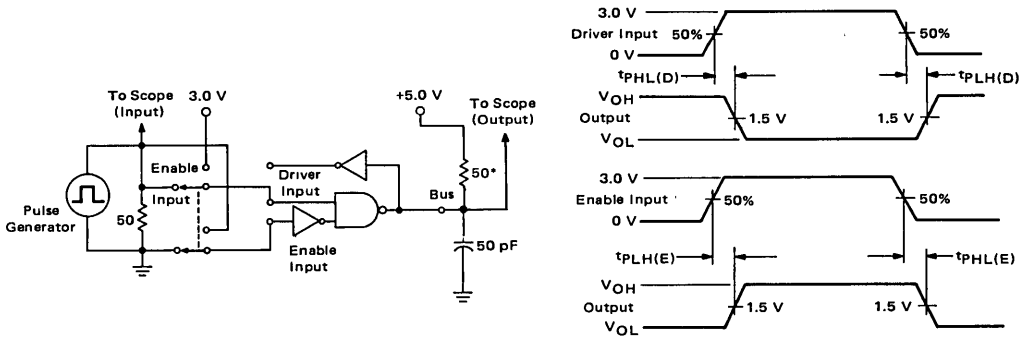 To Scope
(Input)
3.0 V
+5.0 V
To Scope
(Output)
Enable
Input
Driver
Input
50*
Bus
Pulse
Generator
50
Enable
Input
50 pF
3.0 V
Driver Input 50% 50%
0 V
tPHL(D) tPLH(D)
VOH
Output 1.5 V 1.5 V
VOL
3.0 V
Enable Input 50% 50%
0 V
tPLH(E) tPHL(E)
VOH
Output 1.5 V 1.5 V
VOL